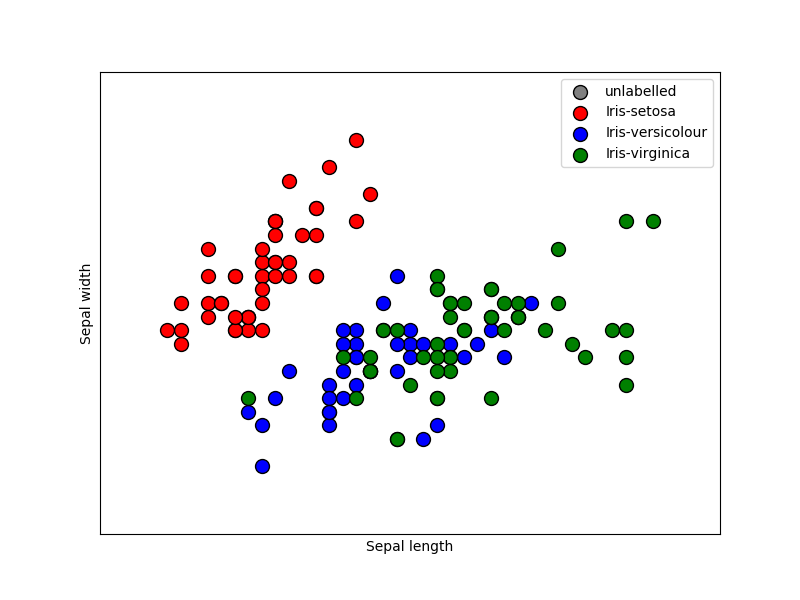 unlabelled
Iris-setosa
Iris-versicolour
Iris-virginica
Sepal width
Sepal length